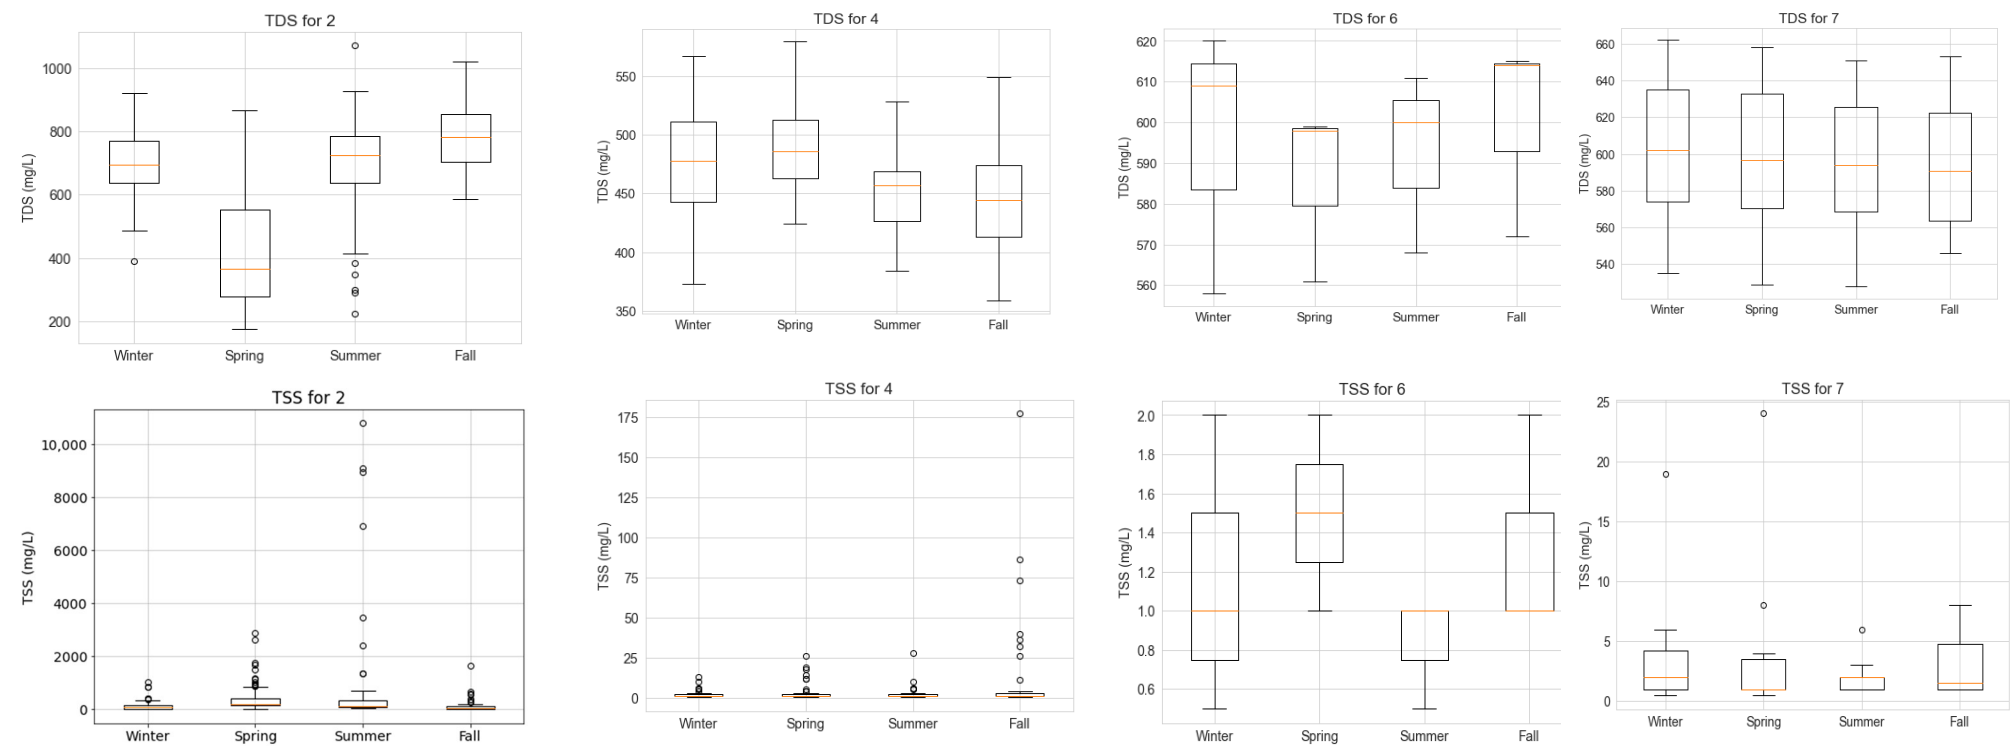 TDS for 2
TDS (mg/L)
1000
800
600
400
200
Winter Spring Summer Fall
TDS for 4
TDS (mg/L)
550
500
450
400
350
Winter Spring Summer Fall
TDS for 6
TDS (mg/L)
620
610
600
590
580
570
560
Winter Spring Summer Fall
TDS for 7
TDS (mg/L)
660
640
620
600
580
560
540
Winter Spring Summer Fall
TSS for 2
TSS (mg/L)
10,000
8000
6000
4000
2000
0
Winter Spring Summer Fall
TSS for 4
TSS (mg/L)
175
150
125
100
75
50
25
0
Winter Spring Summer Fall
TSS for 6
TSS (mg/L)
2.0
1.8
1.6
1.4
1.2
1.0
0.8
0.6
Winter Spring Summer Fall
TSS for 7
TSS (mg/L)
25
20
15
10
5
0
Winter Spring Summer Fall